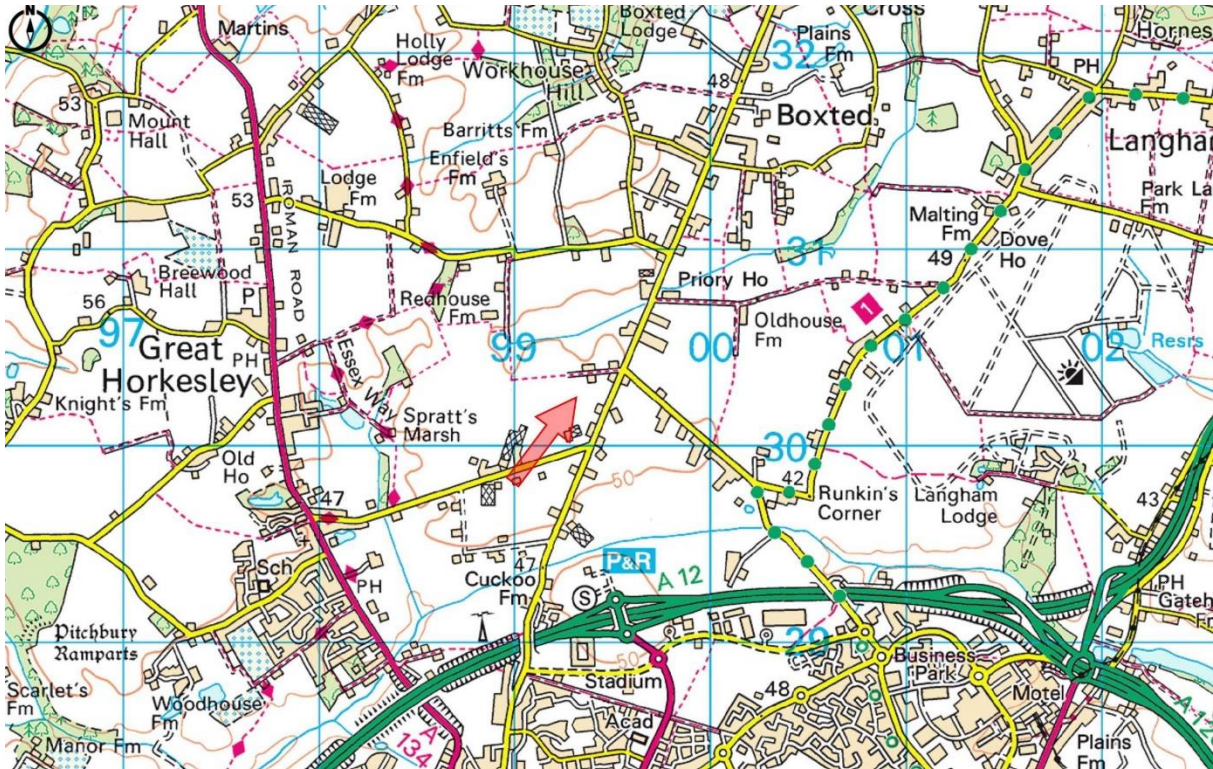 N
Martins
Holly
Lodge
Fm
Boxted
Lodge
Cross
Plains
Fm
32
Hornes
PH
Workhouse
Hill
48
53
Mount
Hall
Boxted
Barritts Fm
Langha
Enfield's
Fm
Lodge
Fm
53
ROMAN ROAD
Park La
Fm
Malting
Fm
Dove
Ho
31
49
Breewood
Hall
P
Redhouse
Fm
Priory Ho
1
56
97
Oldhouse
Fm
99
00
01
02
Resrs
Great
Horkesley
PH
Essex Way
Knight's Fm
Spratt's
Marsh
Old
Ho
30
50
42
Runkin's
Corner
Langham
Lodge
43
47
47
Cuckoo
Fm
P&R
A 12
S
Sch
PH
PH
Gateh
Fm
Pitchbury
Ramparts
29
Business
Park
50
Stadium
48
Motel
Scarlet's
Fm
Woodhouse
Fm
Acad
A 134
A 12
Manor Fm
Plains
Fm